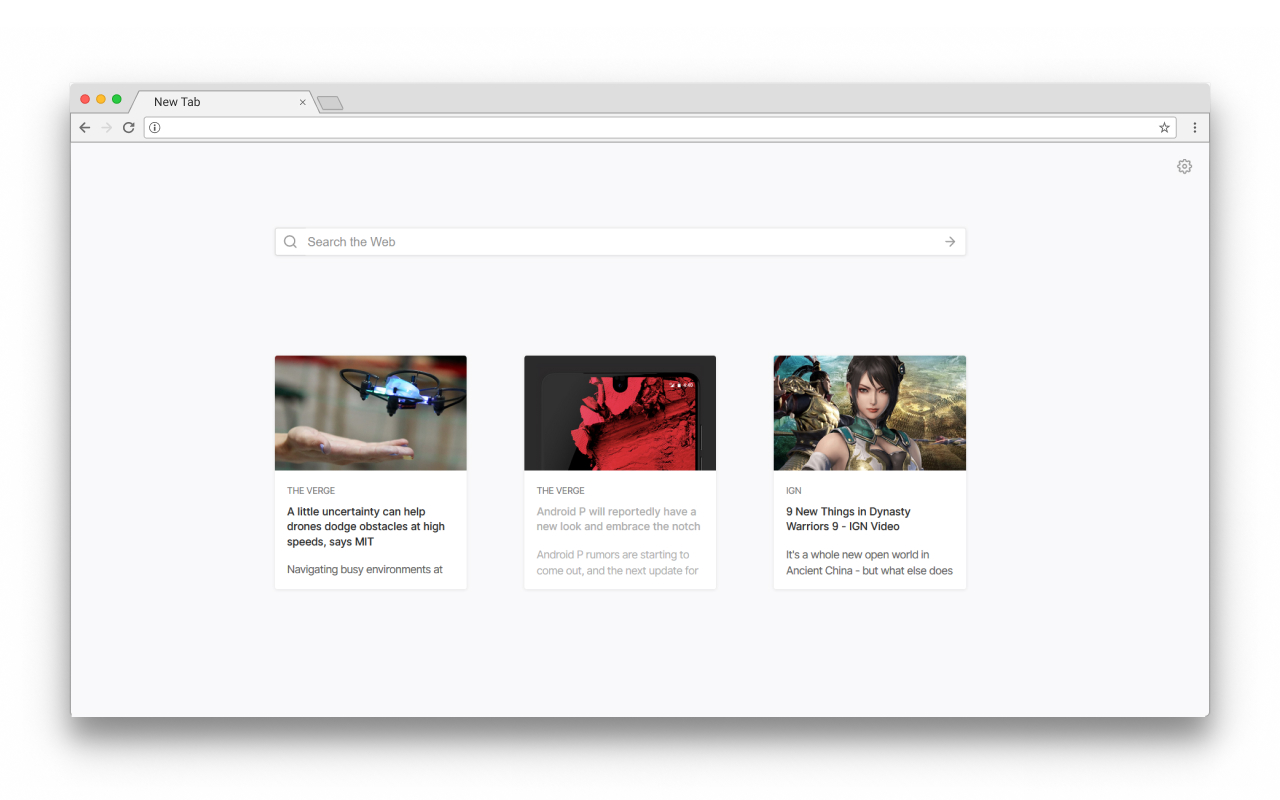 New Tab
Search the Web
THE VERGE
A little uncertainty can help
drones dodge obstacles at high
speeds, says MIT
Navigating busy environments at
THE VERGE
Android P will reportedly have a
new look and embrace the notch
Android P rumors are starting to
come out, and the next update for
IGN
9 New Things in Dynasty
Warriors 9 - IGN Video
It's a whole new open world in
Ancient China - but what else does